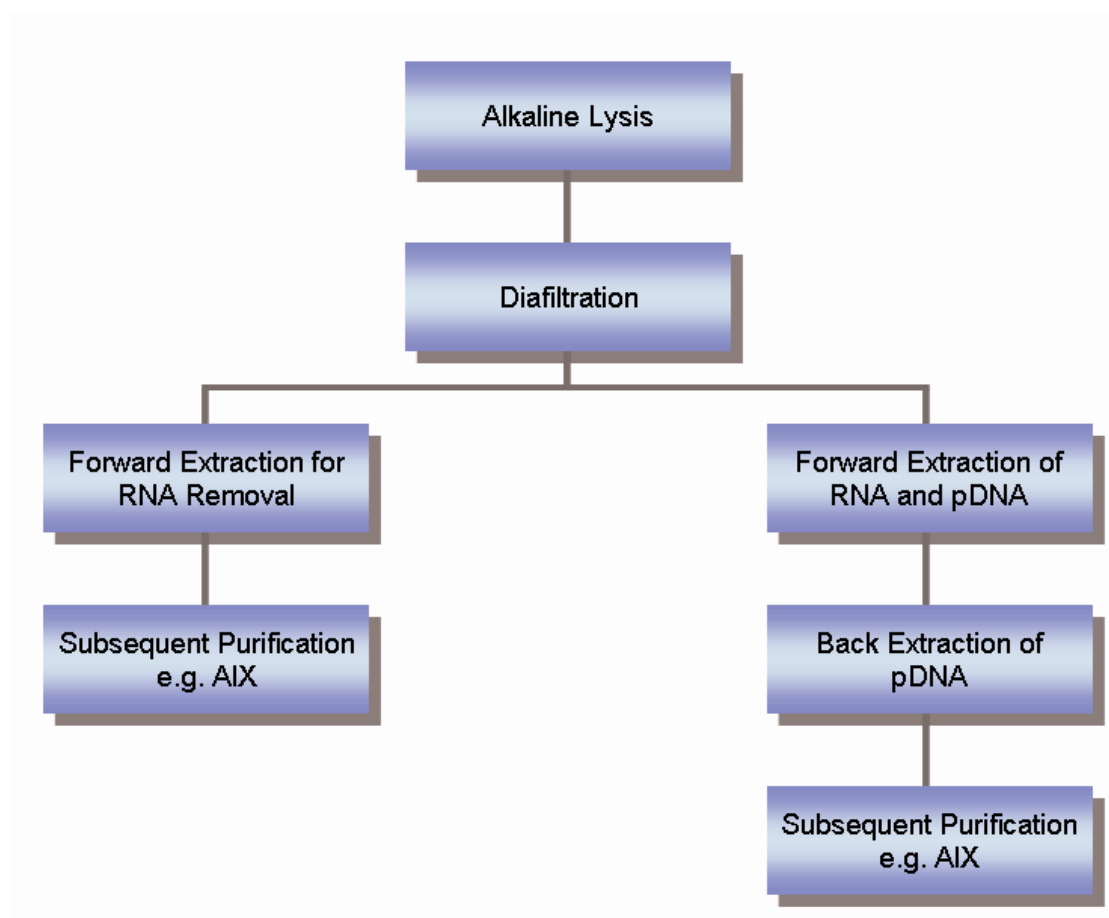 Alkaline Lysis
Diafiltration
Forward Extraction for
RNA Removal
Forward Extraction of
RNA and pDNA
Subsequent Purification
e.g. AIX
Back Extraction of
pDNA
Subsequent Purification
e.g. AIX